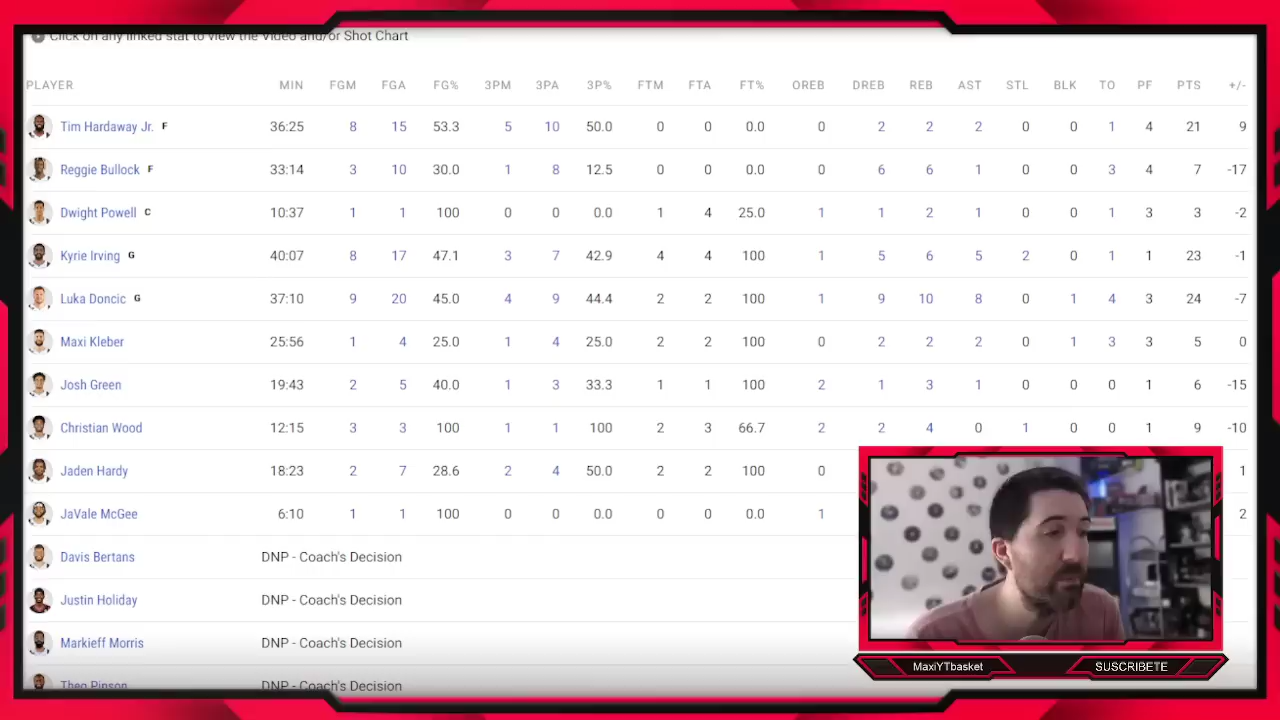 Click on any linked stat to view the Video and/or Shot Chart
PLAYER MIN FGM FGA FG% 3PM 3PA 3P% FTM FTA FT% OREB DREB REB AST STL BLK TO PF PTS +/-
Tim Hardaway Jr. F 36:25 8 15 53.3 5 10 50.0 0 0 0.0 0 2 2 2 0 0 1 4 21 9
Reggie Bullock F 33:14 3 10 30.0 1 8 12.5 0 0 0.0 0 6 6 1 0 0 3 4 7 -17
Dwight Powell C 10:37 1 1 100 0 0 0.0 1 4 25.0 1 1 2 1 0 0 1 3 3 -2
Kyrie Irving G 40:07 8 17 47.1 3 7 42.9 4 4 100 1 5 6 5 2 0 1 1 23 -1
Luka Doncic G 37:10 9 20 45.0 4 9 44.4 2 2 100 1 9 10 8 0 1 4 3 24 -7
Maxi Kleber 25:56 1 4 25.0 1 4 25.0 2 2 100 0 2 2 2 0 1 3 3 5 0
Josh Green 19:43 2 5 40.0 1 3 33.3 1 1 100 2 1 3 1 0 0 0 1 6 -15
Christian Wood 12:15 3 3 100 1 1 100 2 3 66.7 2 2 4 0 1 0 0 1 9 -10
Jaden Hardy 18:23 2 7 28.6 2 4 50.0 2 2 100 0 1
JaVale McGee 6:10 1 1 100 0 0 0.0 0 0 0.0 1 2
Davis Bertans DNP - Coach's Decision
Justin Holiday DNP - Coach's Decision
Markieff Morris DNP - Coach's Decision
Theo Pinson DNP - Coach's Decision
MaxiYTbasket SUSCRIBETE